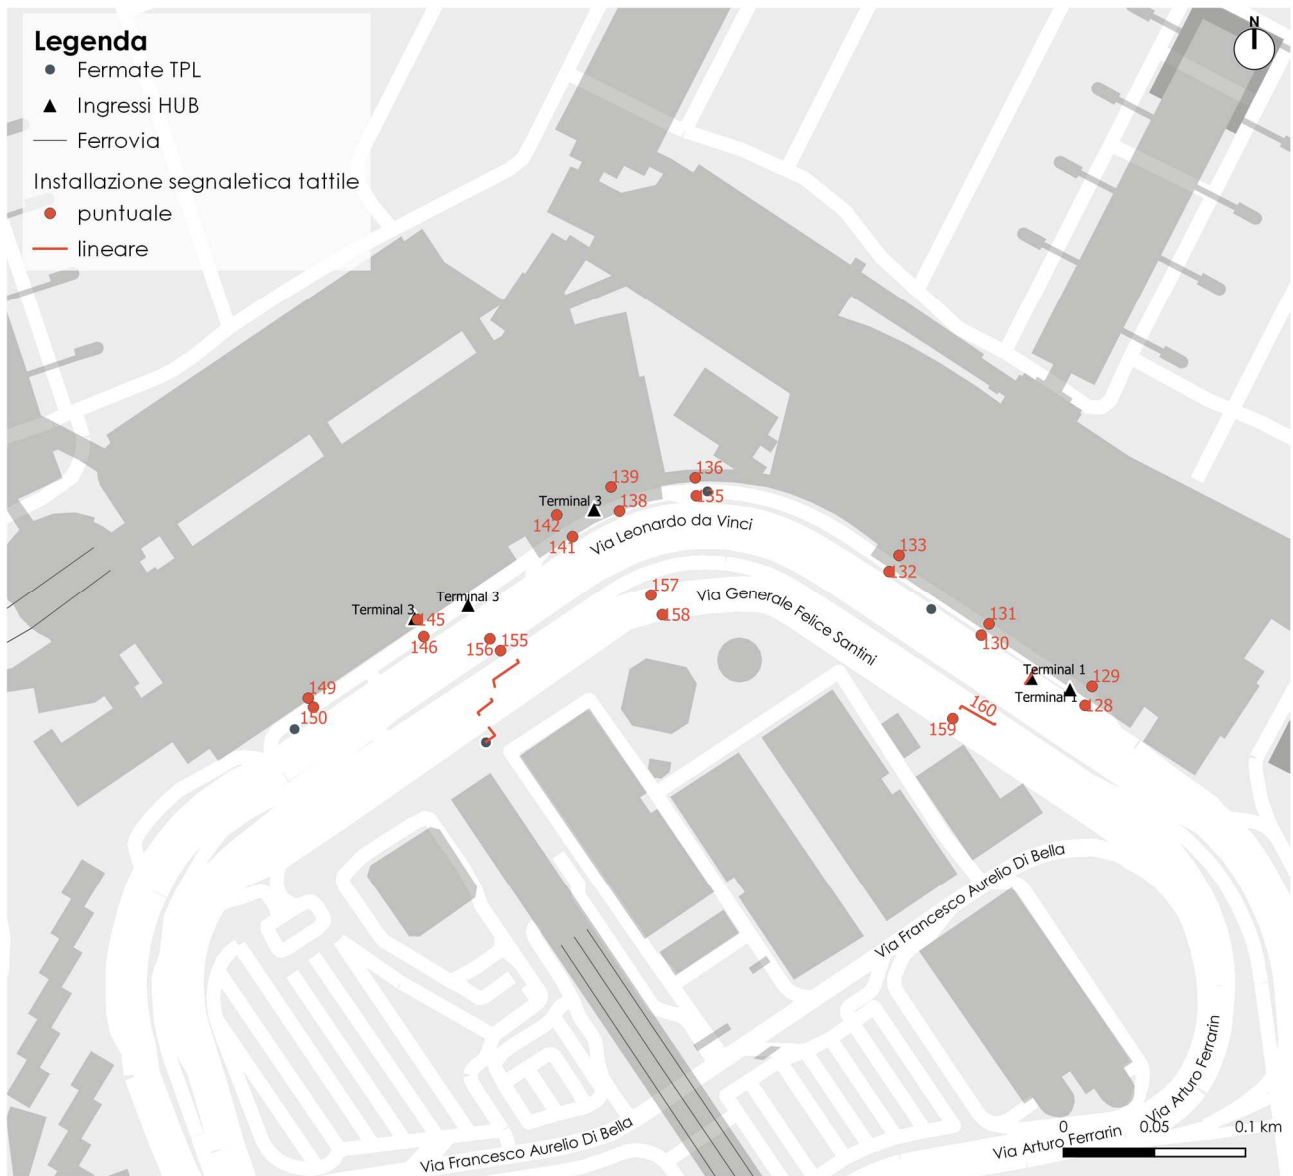 Legenda
Fermate TPL
Ingressi HUB
Ferrovia
Installazione segnaletica tattile
puntuale
lineare
N
136
139
Terminal 3
138
135
142
141
Via Leonardo da Vinci
133
132
157
Terminal 3
Via Generale Felice Santini
Terminal 3
145
158
131
146
130
155
156
Terminal 1
129
149
Terminal 1
128
150
160
159
Via Francesco Aurelio Di Bella
Via Arturo Ferrarin
Via Francesco Aurelio Di Bella
Via Arturo Ferrarin
0 0.05 0.1 km